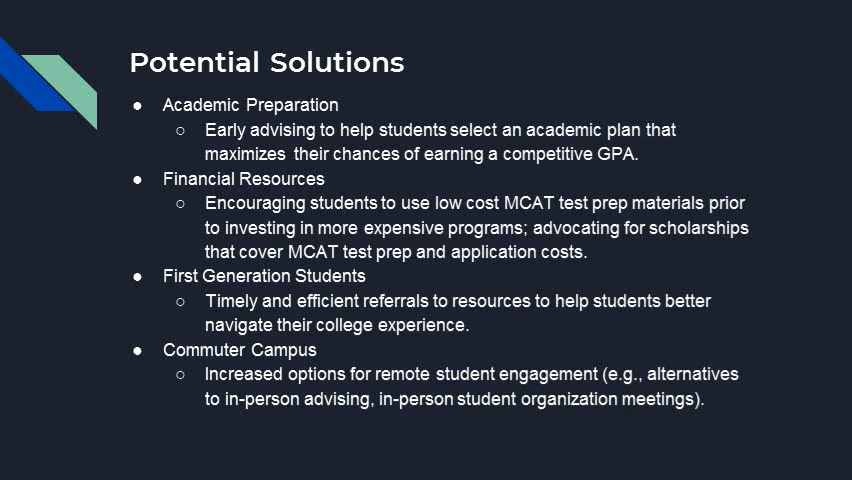 Potential Solutions
● Academic Preparation
○ Early advising to help students select an academic plan that
maximizes their chances of earning a competitive GPA.
● Financial Resources
○ Encouraging students to use low cost MCAT test prep materials prior
to investing in more expensive programs; advocating for scholarships
that cover MCAT test prep and application costs.
● First Generation Students
○ Timely and efficient referrals to resources to help students better
navigate their college experience.
● Commuter Campus
○ Increased options for remote student engagement (e.g., alternatives
to in-person advising, in-person student organization meetings).